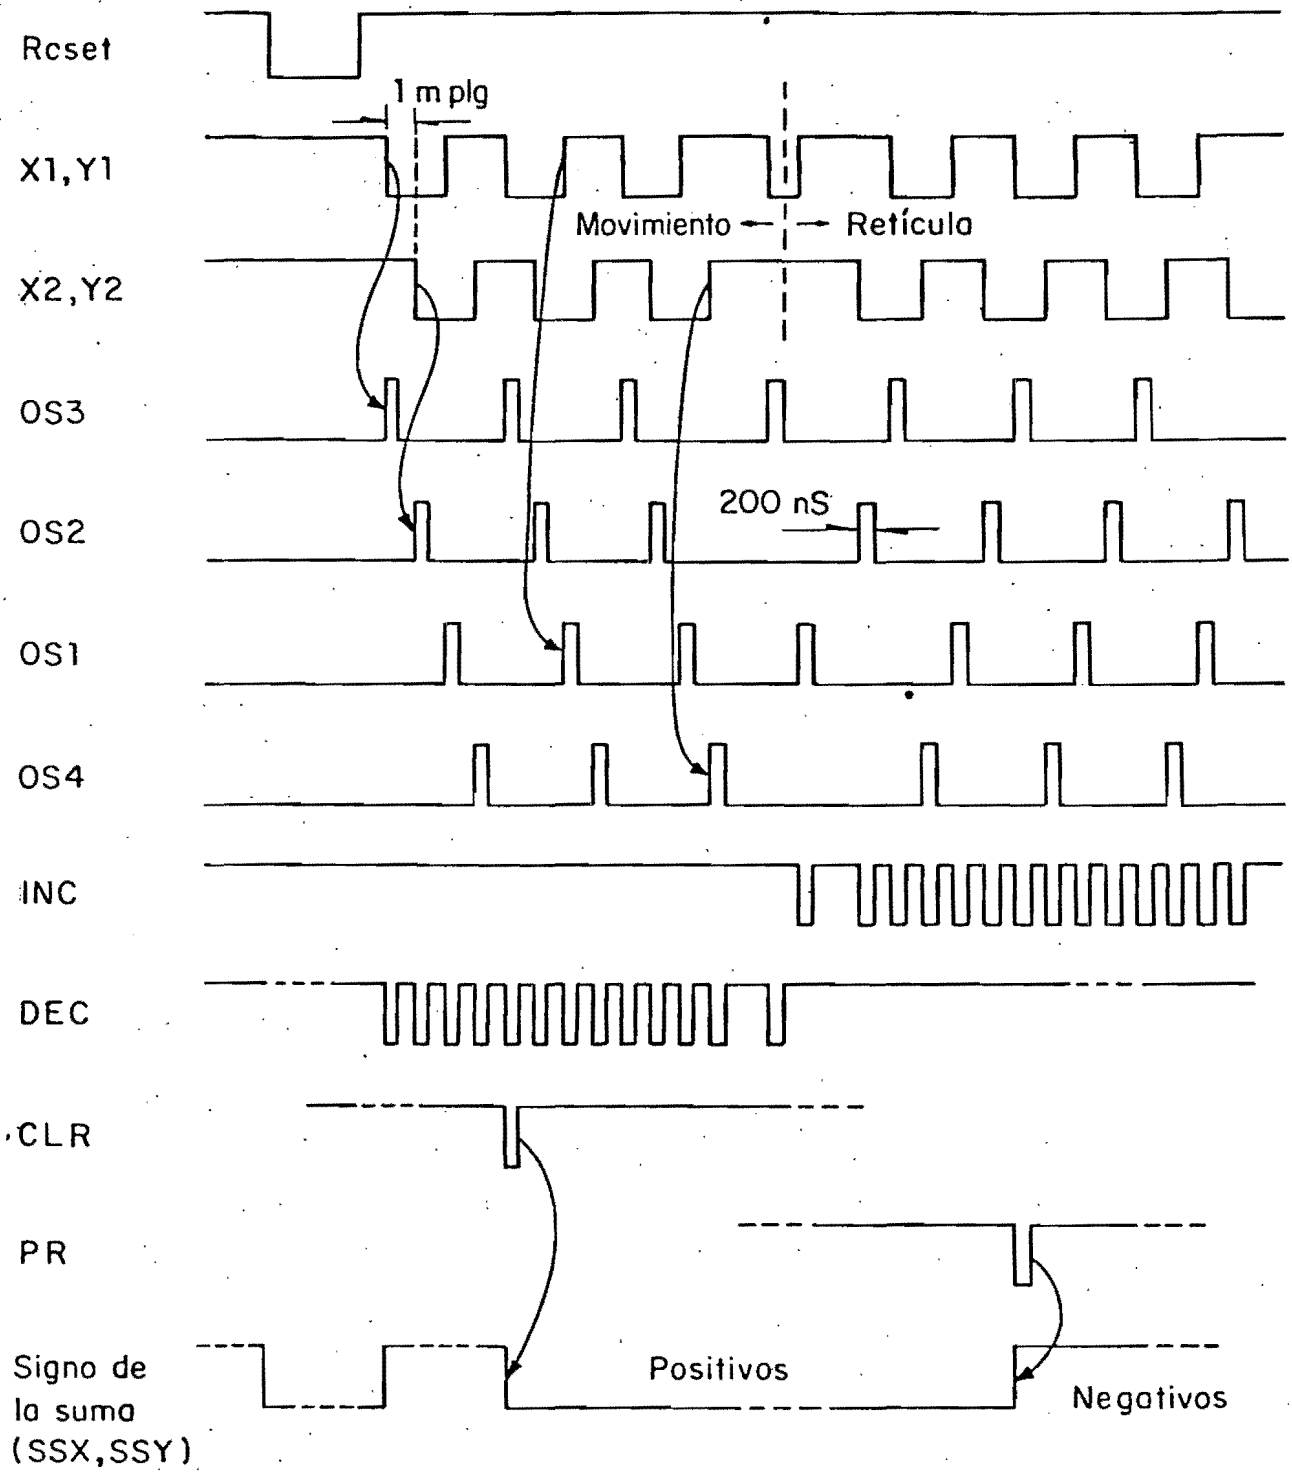 Reset
1 m plg
X1,Y1
Movimiento
Retícula
X2,Y2
OS3
200 nS
OS2
OS1
OS4
INC
DEC
CLR
PR
Signo de
la suma
(SSX,SSY)
Positivos
Negativos